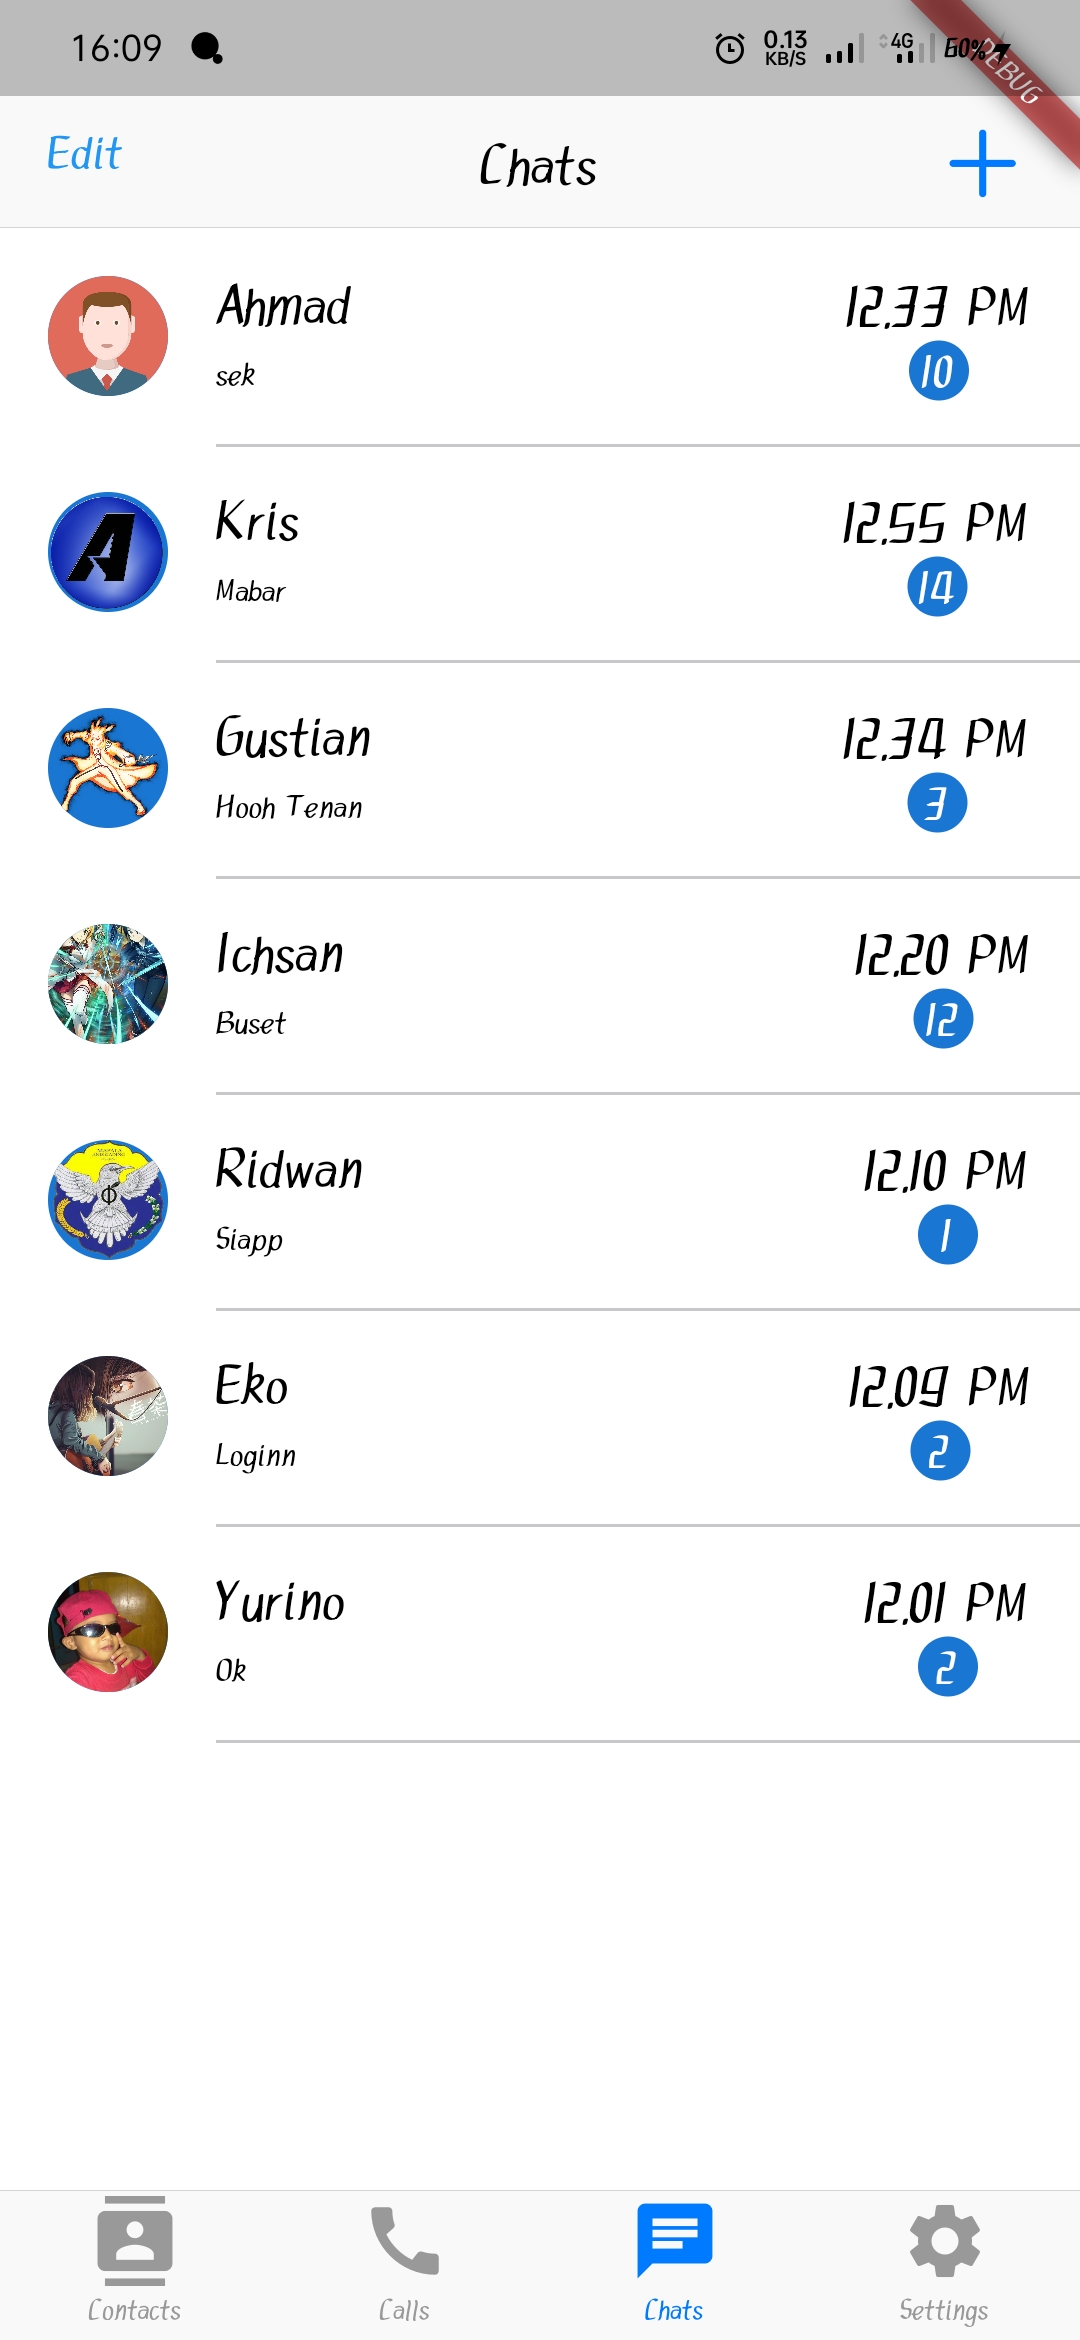 16:09
0.13
KB/S
4G
60%
DEBUG
Edit
Chats
Ahmad
12.33 PM
sek
10
Kris
12.55 PM
Mabar
14
Gustian
12.34 PM
Hooh Tenan
3
Ichsan
12.20 PM
Buset
12
Ridwan
12.10 PM
Siapp
1
Eko
12.09 PM
Loginn
2
Yurino
12.01 PM
Ok
2
Contacts
Calls
Chats
Settings